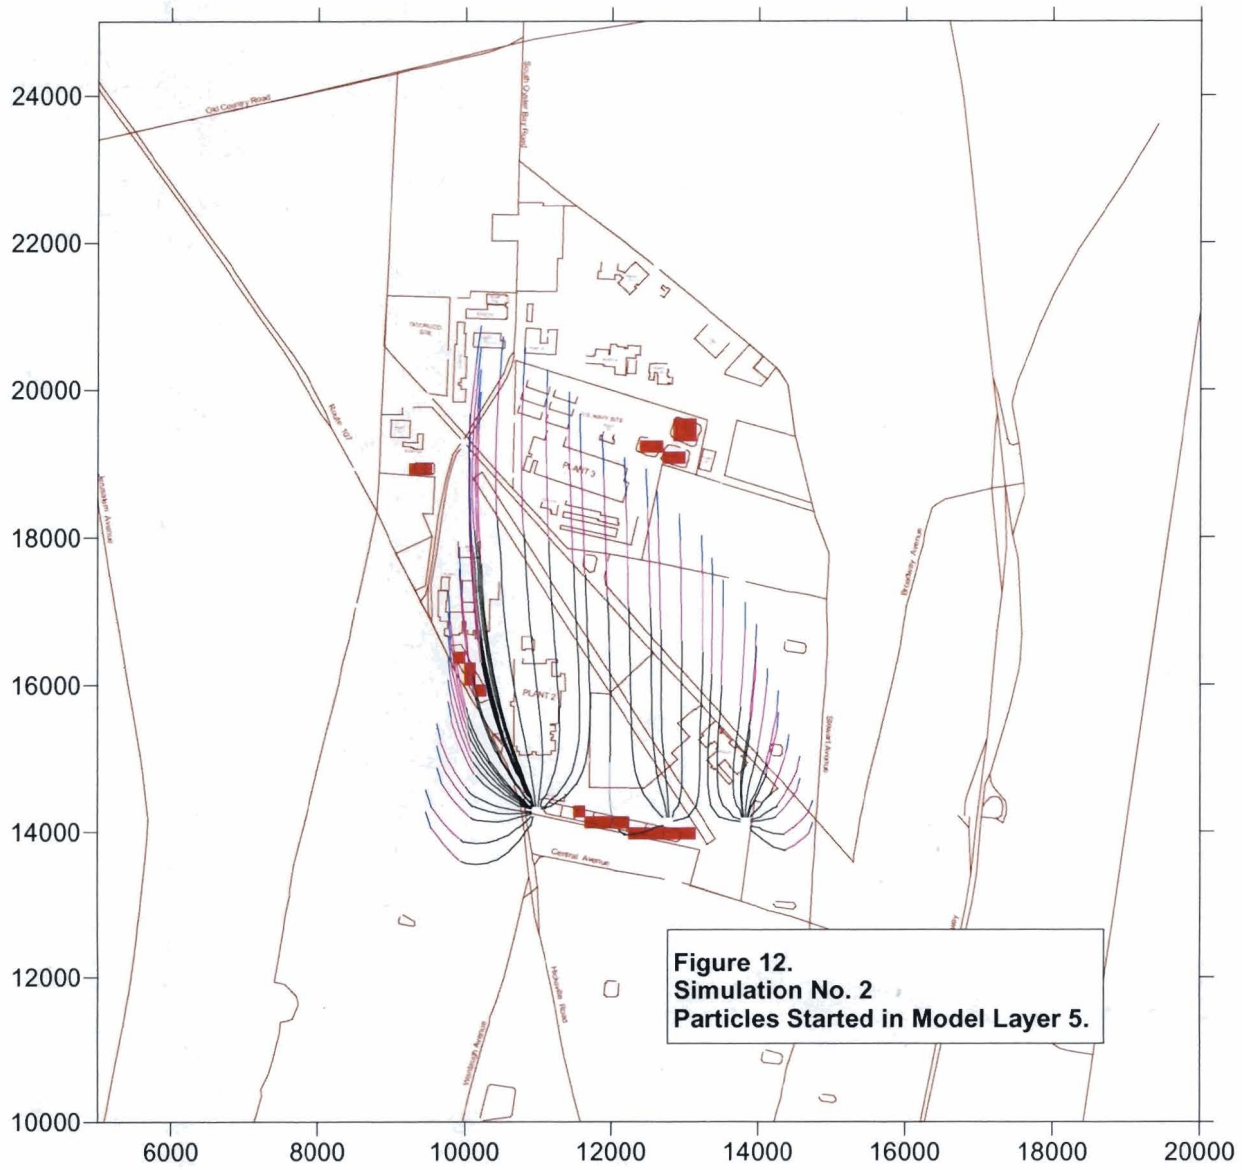 24000
22000
20000
18000
16000
14000
12000
10000
Old Country Road
South Oyster Bay Road
Route 107
Jerusalem Avenue
PLANT 3
PLANT 2
Broadway Avenue
Stewart Avenue
Central Avenue
Hicksville Road
Wantaugh Avenue
Figure 12.
Simulation No. 2
Particles Started in Model Layer 5.
6000
8000
10000
12000
14000
16000
18000
20000